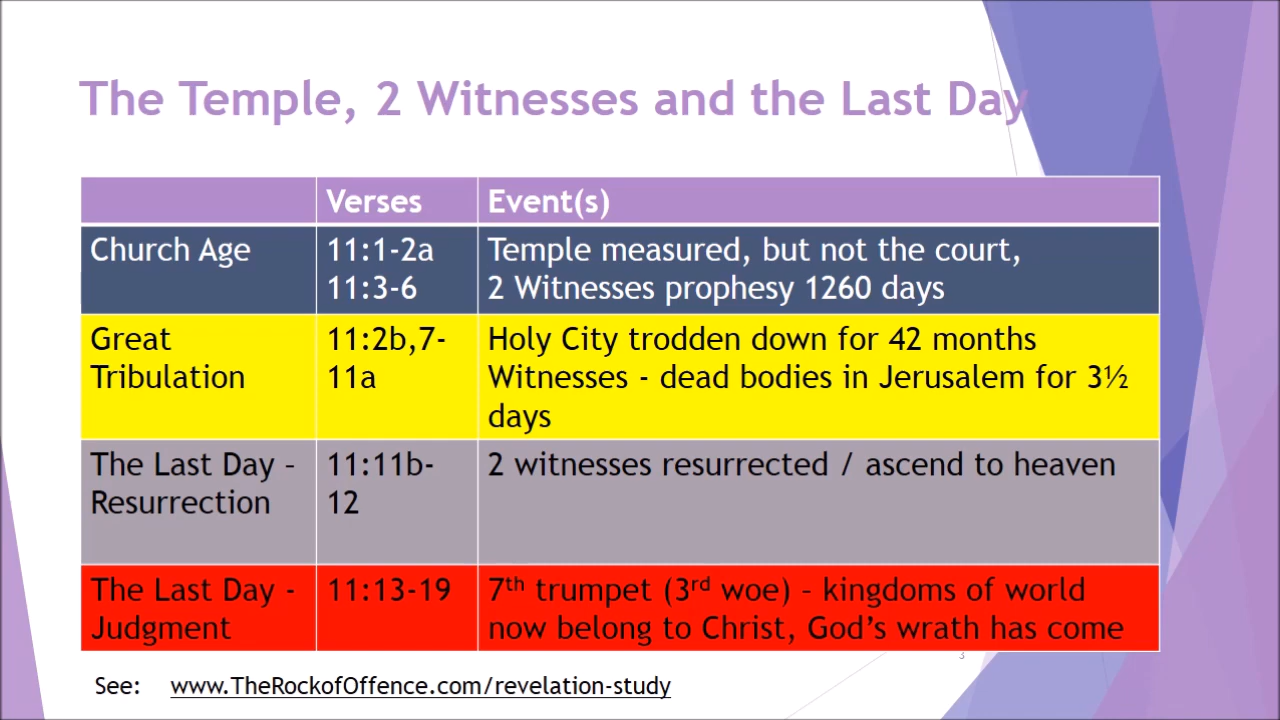 The Temple, 2 Witnesses and the Last Day
Verses Event(s)
Church Age 11:1-2a Temple measured, but not the court,
11:3-6 2 Witnesses prophesy 1260 days
Great 11:2b,7- Holy City trodden down for 42 months
Tribulation 11a Witnesses - dead bodies in Jerusalem for 3½
days
The Last Day – 11:11b- 2 witnesses resurrected / ascend to heaven
Resurrection 12
The Last Day - 11:13-19 7th trumpet (3rd woe) – kingdoms of world
Judgment now belong to Christ, God’s wrath has come
3
See: www.TheRockofOffence.com/revelation-study